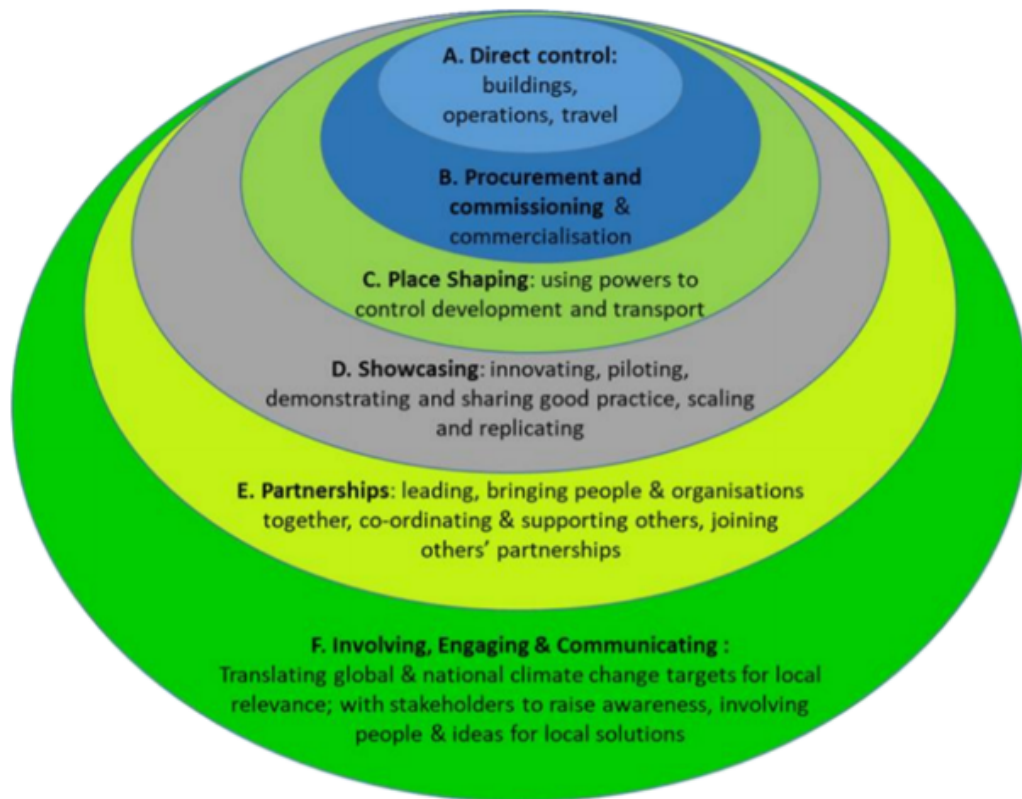 A. Direct control:
buildings,
operations, travel
B. Procurement and
commissioning &
commercialisation
C. Place Shaping: using powers to
control development and transport
D. Showcasing: innovating, piloting,
demonstrating and sharing good practice, scaling
and replicating
E. Partnerships: leading, bringing people & organisations
together, co-ordinating & supporting others, joining
others’ partnerships
F. Involving, Engaging & Communicating :
Translating global & national climate change targets for local
relevance; with stakeholders to raise awareness, involving
people & ideas for local solutions